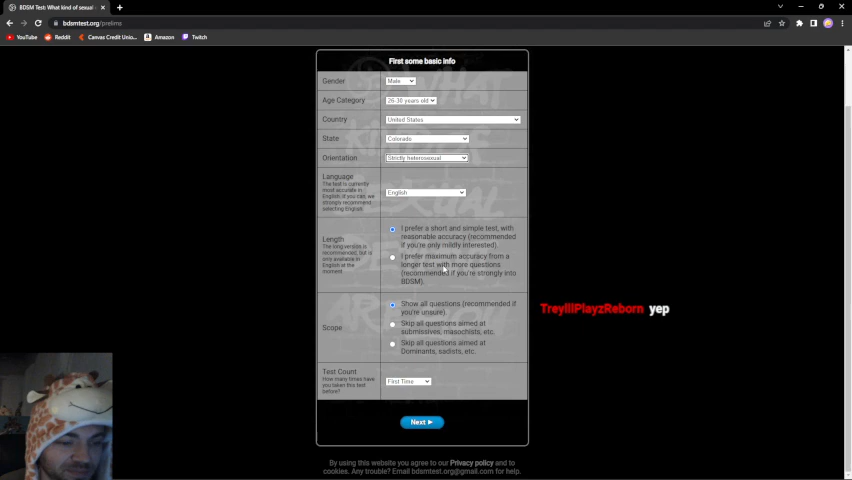 BDSM Test: What kind of sexual
bdsmtest.org/prelims
YouTube Reddit Canvas Credit Unio... Amazon Twitch
First some basic info
Gender Male
Age Category 26-30 years old
Country United States
State Colorado
Orientation Strictly heterosexual
Language
The test is currently
most accurate in
English; if you can, we
strongly recommend
selecting English
English
Length
The long version is
recommended, but is
only available in
English at the
moment
I prefer a short and simple test, with
reasonable accuracy (recommended
if you're only mildly interested).
I prefer maximum accuracy from a
longer test with more questions
(recommended if you're strongly into
BDSM).
Scope
Show all questions (recommended if
you're unsure).
Skip all questions aimed at
submissives, masochists, etc.
Skip all questions aimed at
Dominants, sadists, etc.
Test Count
How many times have
you taken this test
before?
First Time
Next
By using this website you agree to our Privacy policy and to
cookies. Any trouble? Email bdsmtest.org@gmail.com for help.
yep